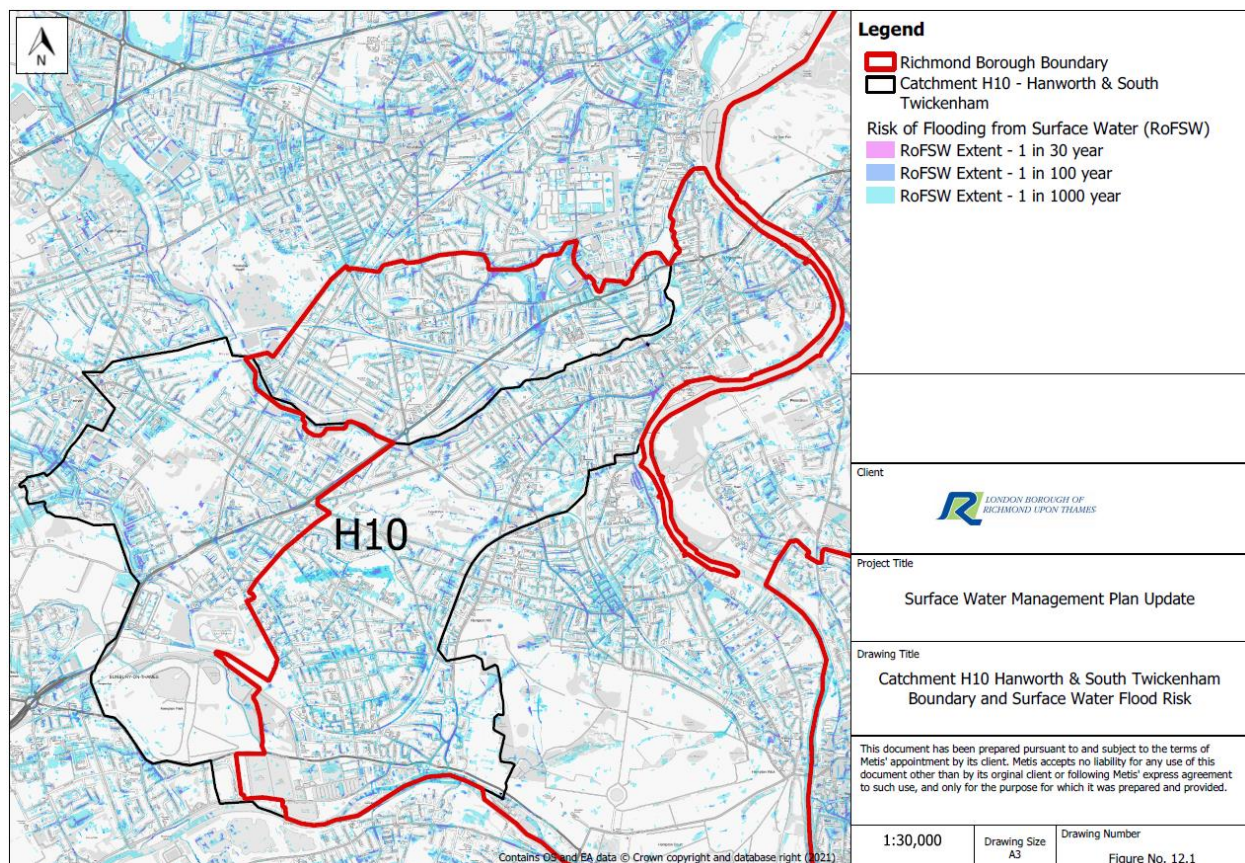 N
H10
Contains OS and EA data © Crown copyright and database right (2021)
Legend
Richmond Borough Boundary
Catchment H10 - Hanworth & South
Twickenham
Risk of Flooding from Surface Water (RoFSW)
RoFSW Extent - 1 in 30 year
RoFSW Extent - 1 in 100 year
RoFSW Extent - 1 in 1000 year
Client
LONDON BOROUGH OF
RICHMOND UPON THAMES
Project Title
Surface Water Management Plan Update
Drawing Title
Catchment H10 Hanworth & South Twickenham
Boundary and Surface Water Flood Risk
This document has been prepared pursuant to and subject to the terms of
Metis' appointment by its client. Metis accepts no liability for any use of this
document other than by its orginal client or following Metis' express agreement
to such use, and only for the purpose for which it was prepared and provided.
1:30,000
Drawing Size
A3
Drawing Number
Figure No. 12.1